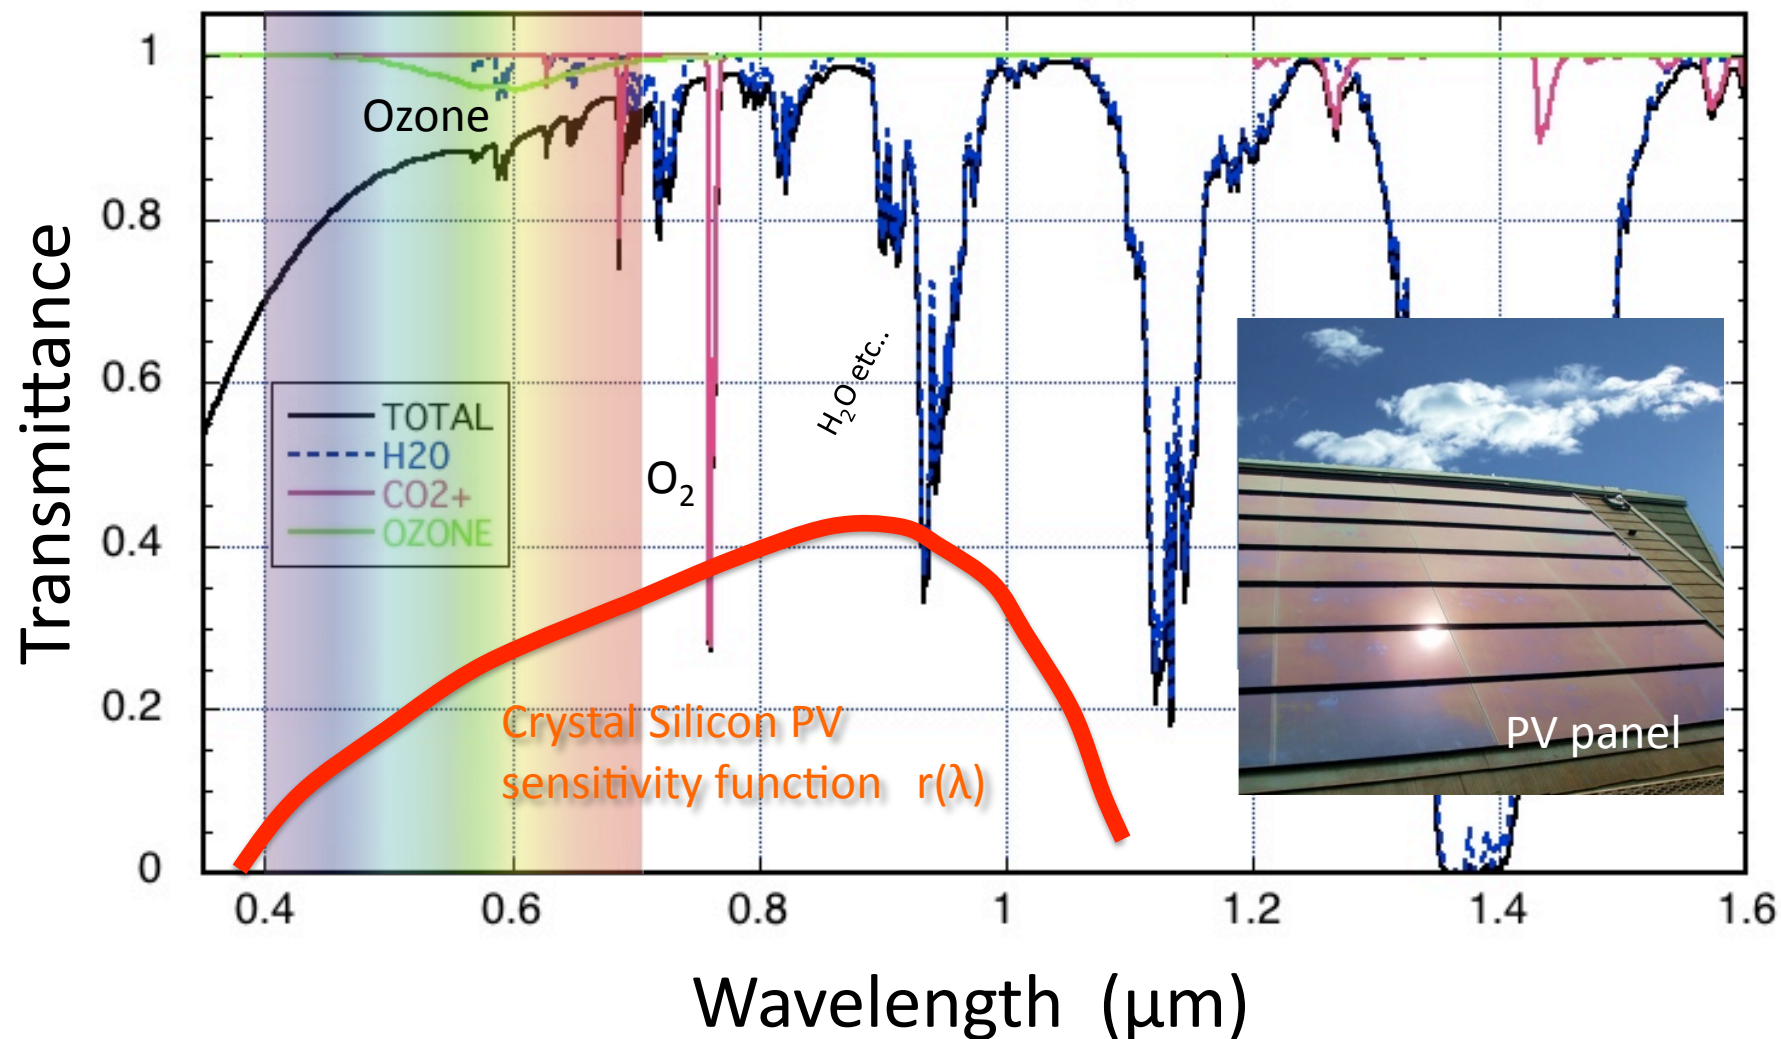 Transmittance
1
0.8
0.6
0.4
0.2
0
Ozone
TOTAL
H20
CO2+
OZONE
O2
H2O etc..
Crystal Silicon PV
sensitivity function r(λ)
PV panel
0.4 0.6 0.8 1 1.2 1.4 1.6
Wavelength (μm)